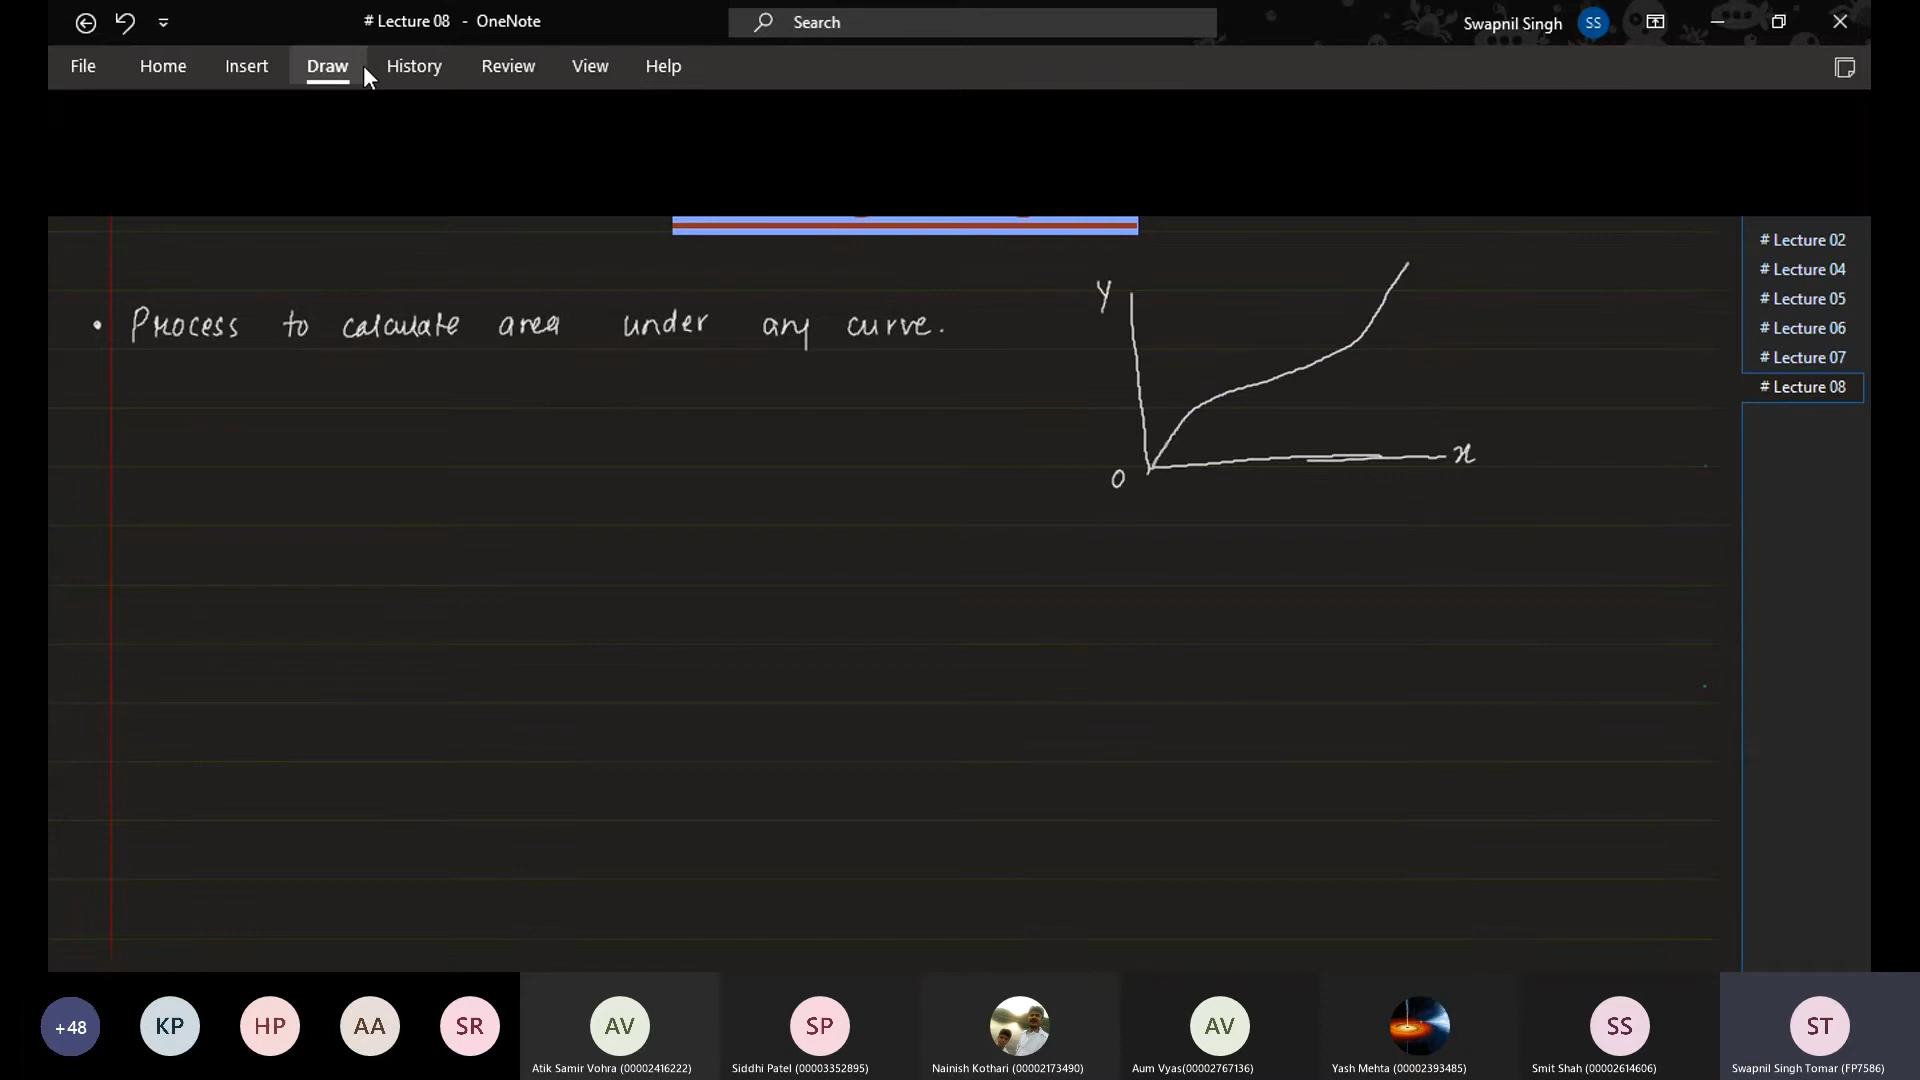 # Lecture 08 - OneNote
Search
Swapnil Singh
SS
File Home Insert Draw History Review View Help
# Lecture 02
# Lecture 04
# Lecture 05
# Lecture 06
# Lecture 07
# Lecture 08
• Process to calculate area under any curve.
y
x
0
+48
KP
HP
AA
SR
AV
SP
AV
SS
ST
Atik Samir Vohra (00002416222)
Siddhi Patel (00003352895)
Nainish Kothari (00002173490)
Aum Vyas(00002767136)
Yash Mehta (00002393485)
Smit Shah (00002614606)
Swapnil Singh Tomar (FP7586)